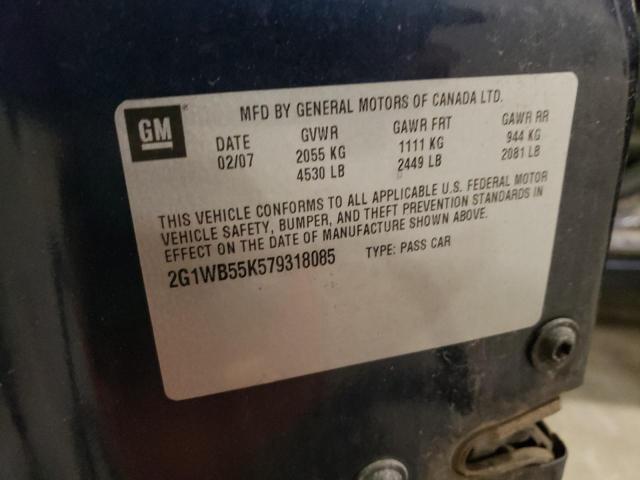 GM
MFD BY GENERAL MOTORS OF CANADA LTD.
DATE GVWR GAWR FRT GAWR RR
02/07 2055 KG 1111 KG 944 KG
4530 LB 2449 LB 2081 LB
THIS VEHICLE CONFORMS TO ALL APPLICABLE U.S. FEDERAL MOTOR
VEHICLE SAFETY, BUMPER, AND THEFT PREVENTION STANDARDS IN
EFFECT ON THE DATE OF MANUFACTURE SHOWN ABOVE.
2G1WB55K579318085 TYPE: PASS CAR